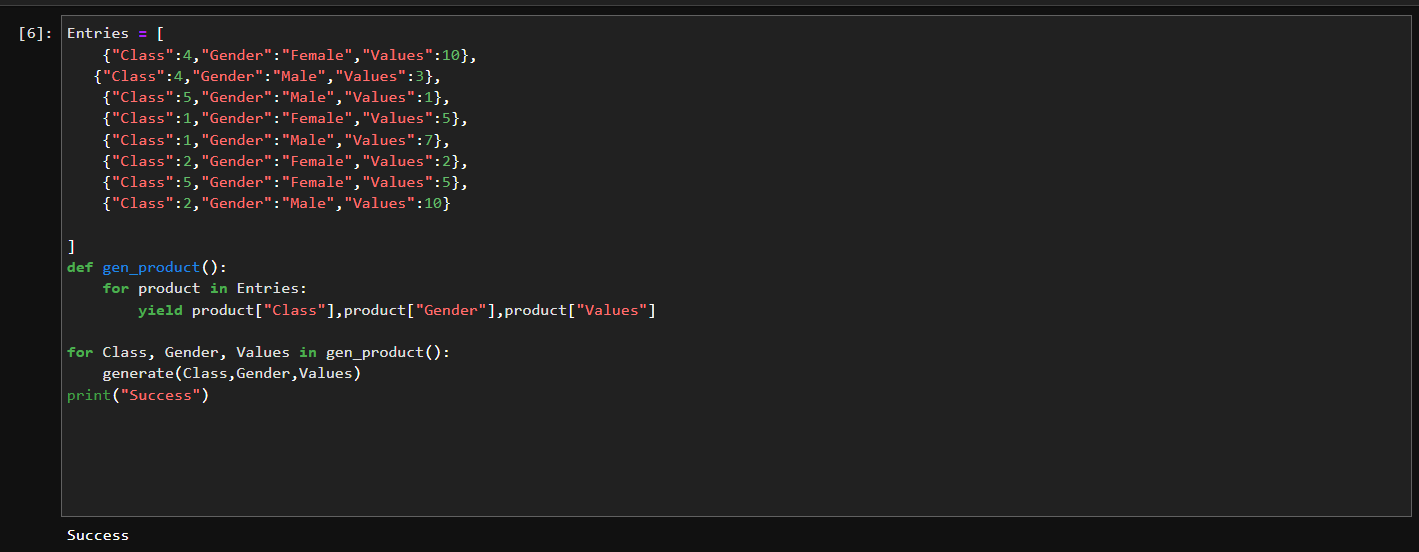 [6]: Entries = [
    {"Class":4,"Gender":"Female","Values":10},
   {"Class":4,"Gender":"Male","Values":3},
    {"Class":5,"Gender":"Male","Values":1},
    {"Class":1,"Gender":"Female","Values":5},
    {"Class":1,"Gender":"Male","Values":7},
    {"Class":2,"Gender":"Female","Values":2},
    {"Class":5,"Gender":"Female","Values":5},
    {"Class":2,"Gender":"Male","Values":10}
]
def gen_product():
    for product in Entries:
        yield product["Class"],product["Gender"],product["Values"]
for Class, Gender, Values in gen_product():
    generate(Class,Gender,Values)
print("Success")
Success